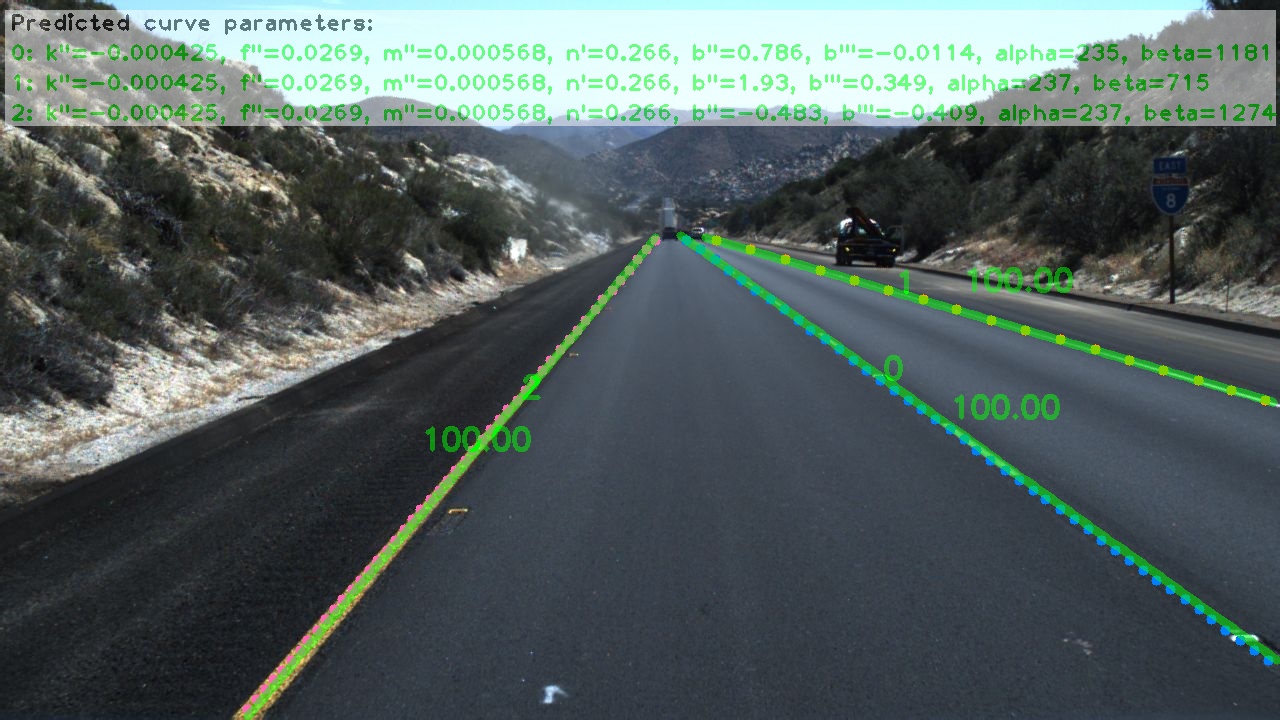 Predicted curve parameters:
0: k''=-0.000425, f''=0.0269, m''=0.000568, n'=0.266, b''=0.786, b'''=-0.0114, alpha=235, beta=1181
1: k''=-0.000425, f''=0.0269, m''=0.000568, n'=0.266, b''=1.93, b'''=0.349, alpha=237, beta=715
2: k''=-0.000425, f''=0.0269, m''=0.000568, n'=0.266, b''=-0.483, b'''=-0.409, alpha=237, beta=1274
EAST
8
1
100.00
0
100.00
2
100.00